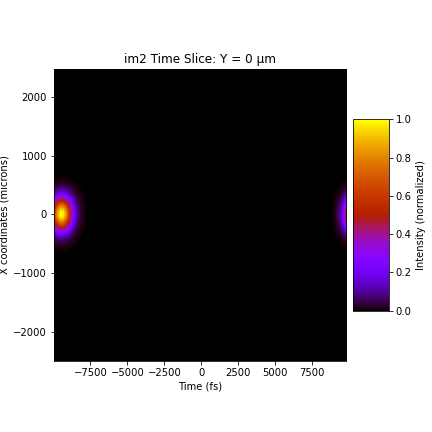 im2 Time Slice: Y = 0 μm
X coordinates (microns)
2000
1000
0
−1000
−2000
−7500 −5000 −2500 0 2500 5000 7500
Time (fs)
1.0
0.8
0.6
0.4
0.2
0.0
Intensity (normalized)